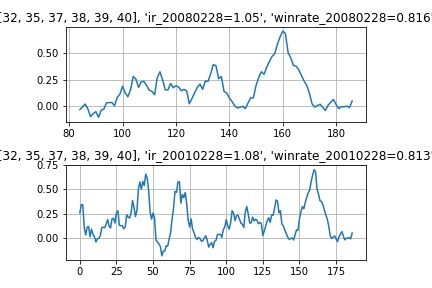 [32, 35, 37, 38, 39, 40], 'ir_20080228=1.05', 'winrate_20080228=0.816'
0.50
0.25
0.00
80 100 120 140 160 180
[32, 35, 37, 38, 39, 40], 'ir_20010228=1.08', 'winrate_20010228=0.813'
0.75
0.50
0.25
0.00
0 25 50 75 100 125 150 175